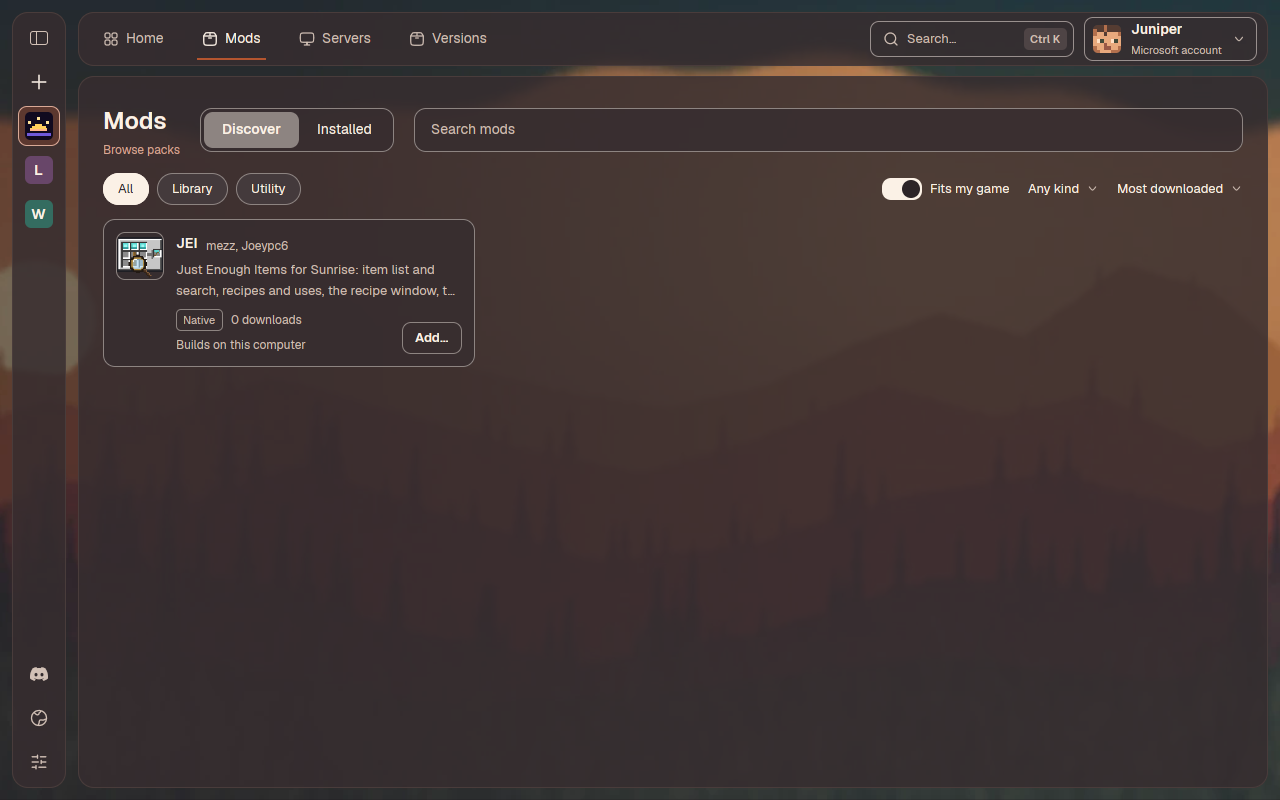 Home
Mods
Servers
Versions
Search...
Ctrl K
Juniper
Microsoft account
L
W
Mods
Browse packs
Discover
Installed
Search mods
All
Library
Utility
Fits my game
Any kind
Most downloaded
JEI mezz, Joeypc6
Just Enough Items for Sunrise: item list and
search, recipes and uses, the recipe window, t...
Native 0 downloads
Builds on this computer
Add...